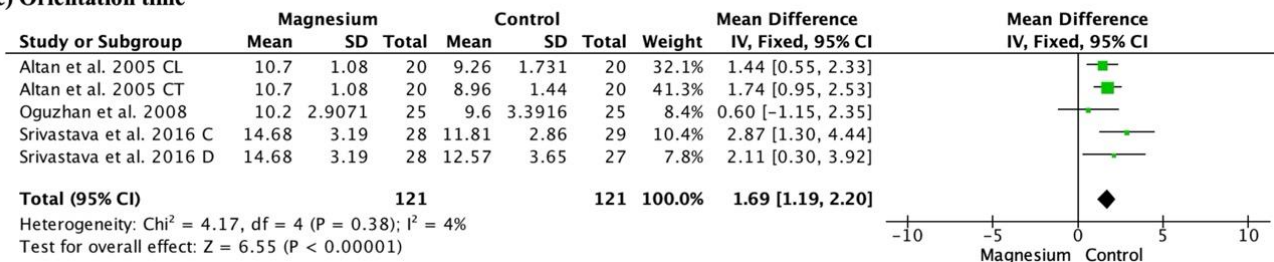 ) Orientation time
Magnesium Control Mean Difference Mean Difference
Study or Subgroup Mean SD Total Mean SD Total Weight IV, Fixed, 95% CI IV, Fixed, 95% CI
Altan et al. 2005 CL 10.7 1.08 20 9.26 1.731 20 32.1% 1.44 [0.55, 2.33]
Altan et al. 2005 CT 10.7 1.08 20 8.96 1.44 20 41.3% 1.74 [0.95, 2.53]
Oguzhan et al. 2008 10.2 2.9071 25 9.6 3.3916 25 8.4% 0.60 [-1.15, 2.35]
Srivastava et al. 2016 C 14.68 3.19 28 11.81 2.86 29 10.4% 2.87 [1.30, 4.44]
Srivastava et al. 2016 D 14.68 3.19 28 12.57 3.65 27 7.8% 2.11 [0.30, 3.92]
Total (95% CI) 121 121 100.0% 1.69 [1.19, 2.20]
Heterogeneity: Chi² = 4.17, df = 4 (P = 0.38); I² = 4%
Test for overall effect: Z = 6.55 (P < 0.00001)
-10 -5 0 5 10
Magnesium Control